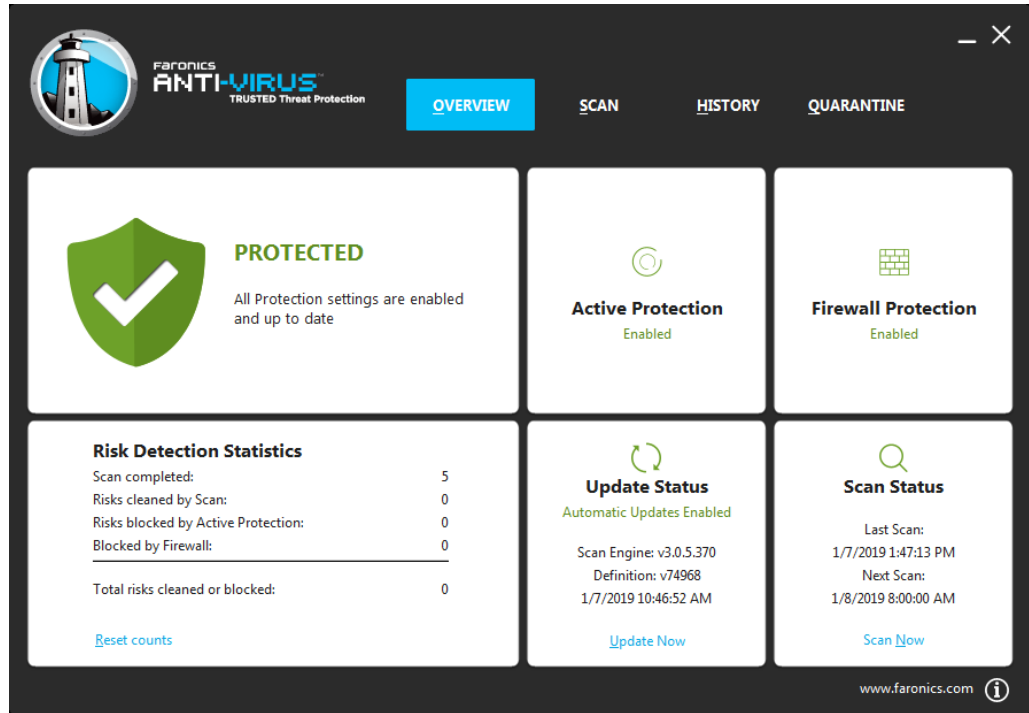 Faronics
ANTI-VIRUS™
TRUSTED Threat Protection
OVERVIEW
SCAN
HISTORY
QUARANTINE
PROTECTED
All Protection settings are enabled
and up to date
Active Protection
Enabled
Firewall Protection
Enabled
Risk Detection Statistics
Scan completed: 5
Risks cleaned by Scan: 0
Risks blocked by Active Protection: 0
Blocked by Firewall: 0
Total risks cleaned or blocked: 0
Reset counts
Update Status
Automatic Updates Enabled
Scan Engine: v3.0.5.370
Definition: v74968
1/7/2019 10:46:52 AM
Update Now
Scan Status
Last Scan:
1/7/2019 1:47:13 PM
Next Scan:
1/8/2019 8:00:00 AM
Scan Now
www.faronics.com